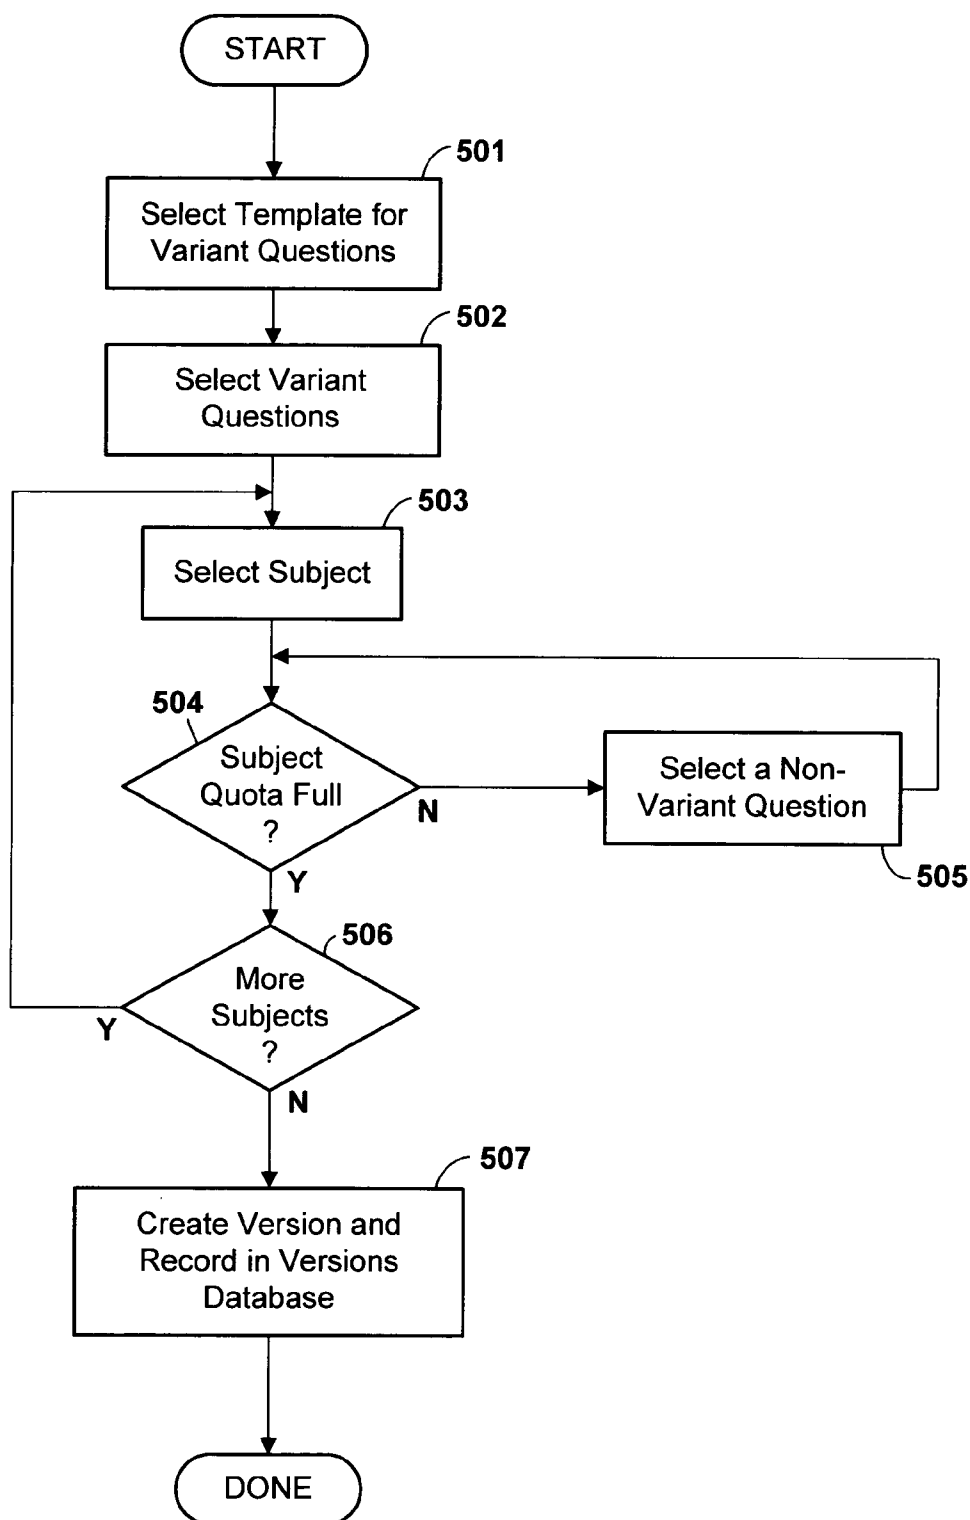 START
501
Select Template for
Variant Questions
502
Select Variant
Questions
503
Select Subject
504
Subject
Quota Full
?
N
Y
Select a Non-
Variant Question
505
506
More
Subjects
?
Y
N
507
Create Version and
Record in Versions
Database
DONE